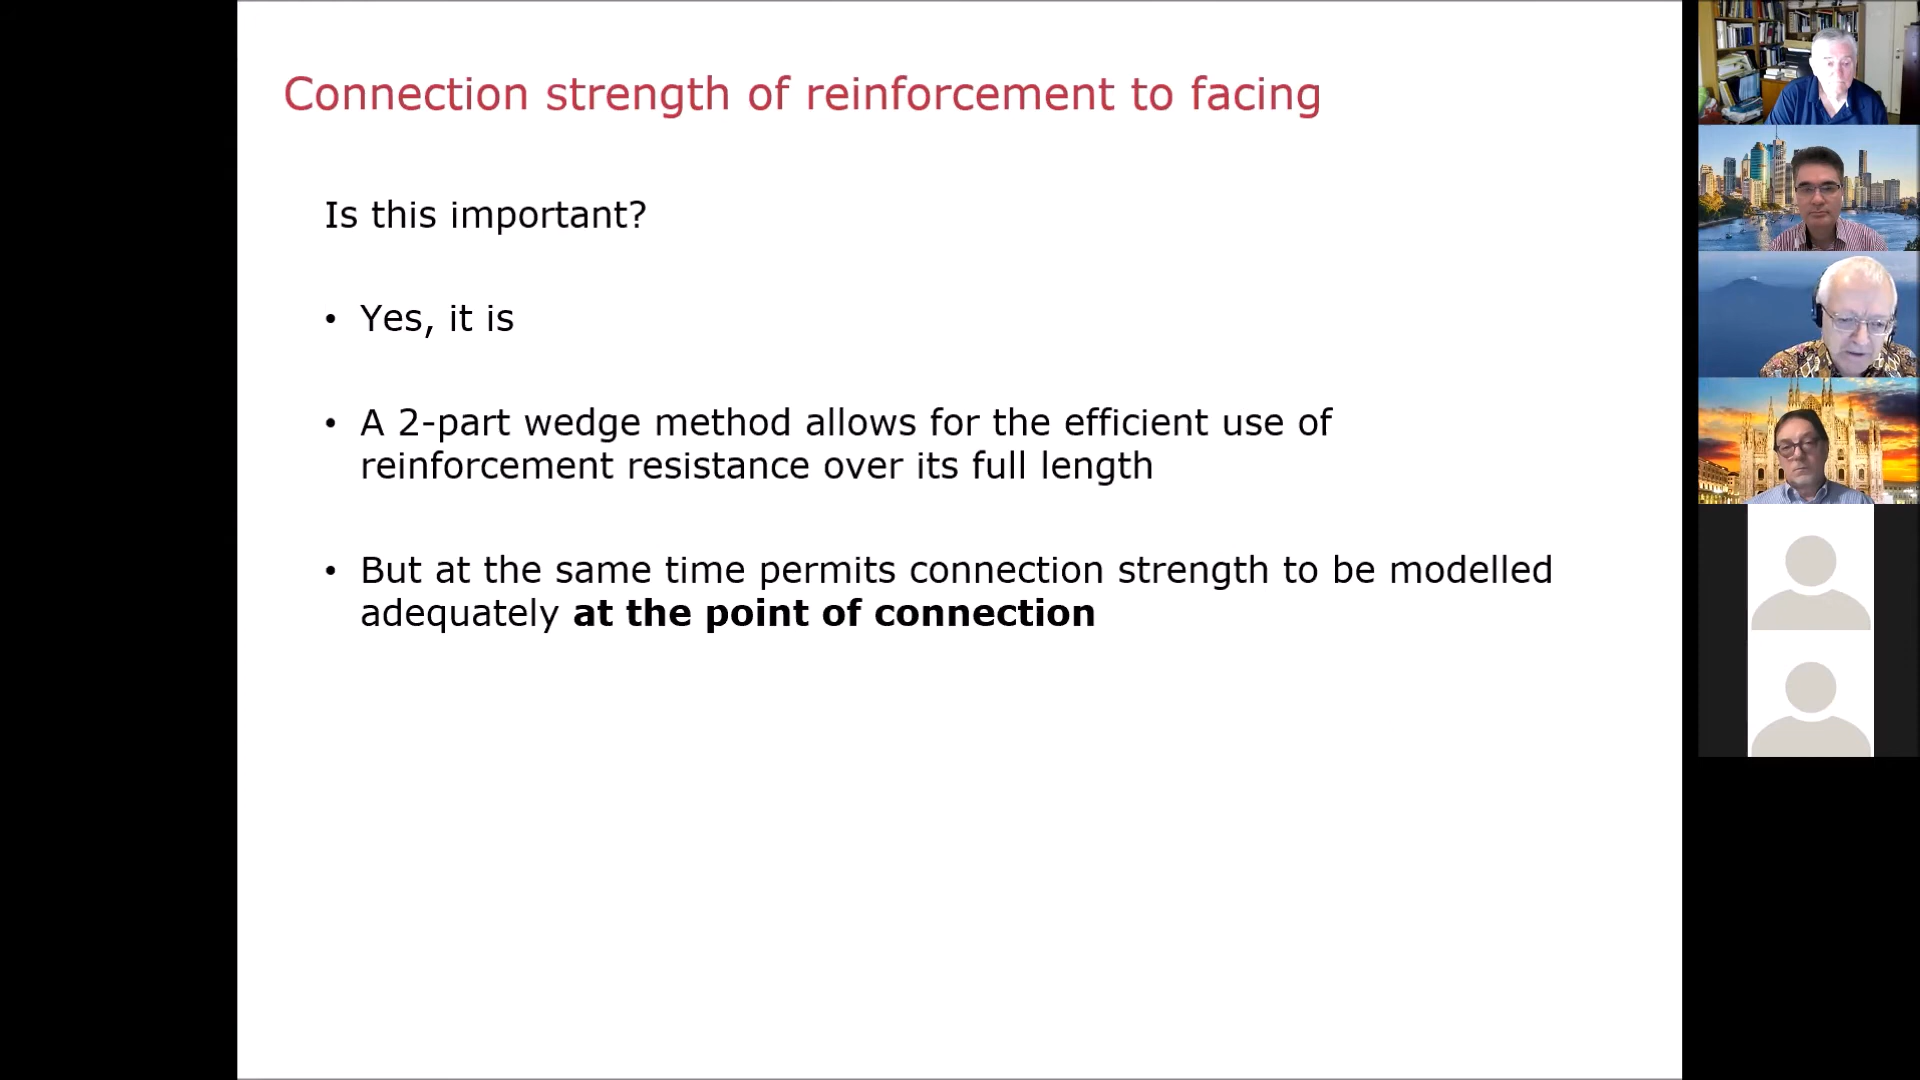 Connection strength of reinforcement to facing
Is this important?
• Yes, it is
• A 2-part wedge method allows for the efficient use of
reinforcement resistance over its full length
• But at the same time permits connection strength to be modelled
adequately at the point of connection